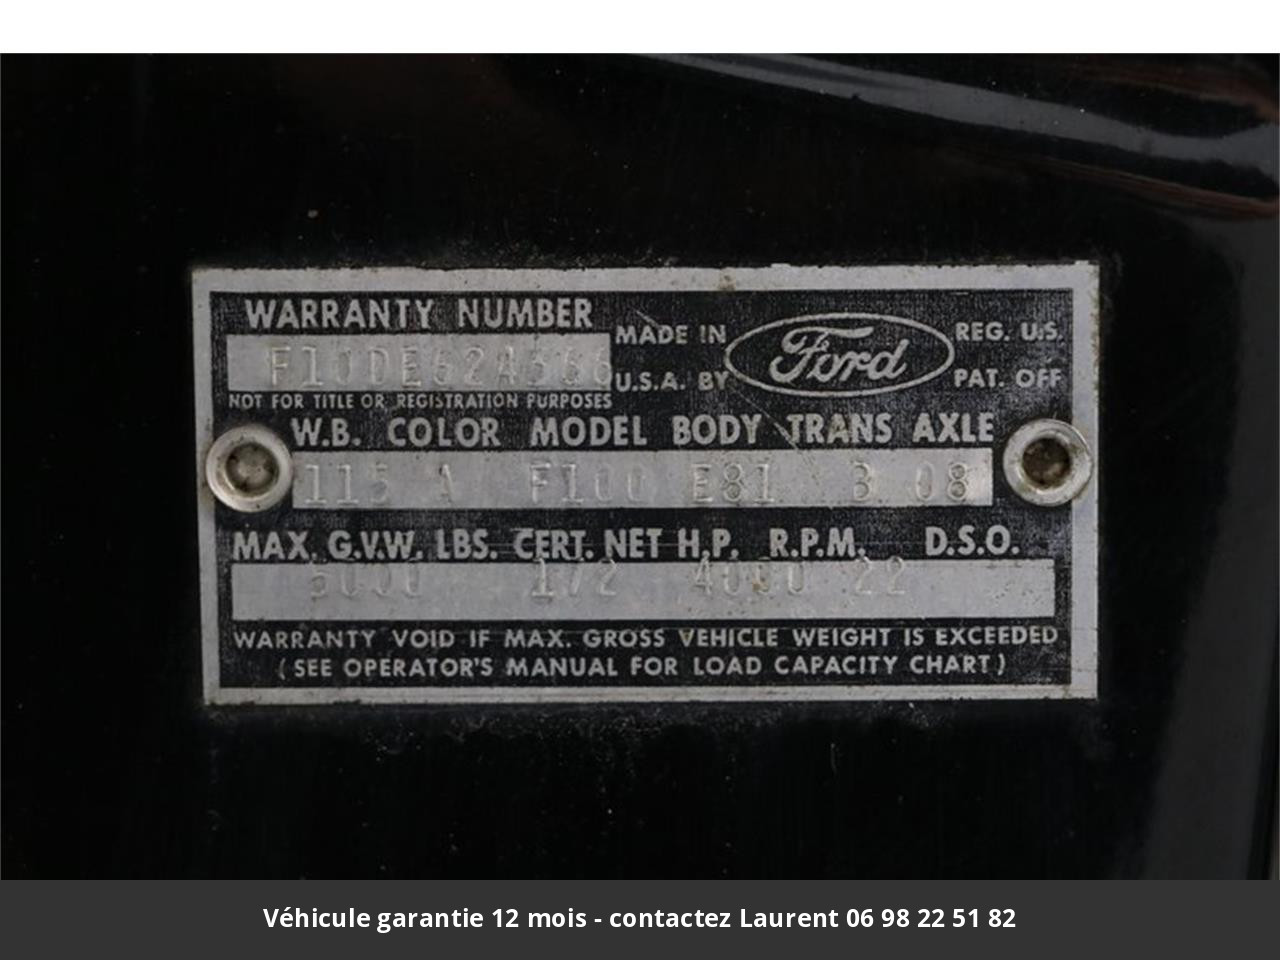 WARRANTY NUMBER
F10DE624566
NOT FOR TITLE OR REGISTRATION PURPOSES
MADE IN
U.S.A. BY
Ford
REG. U.S.
PAT. OFF
W.B. COLOR MODEL BODY TRANS AXLE
115 A F100 E81 B 08
MAX. G.V.W. LBS. CERT. NET H.P. R.P.M. D.S.O.
5000 172 4000 22
WARRANTY VOID IF MAX. GROSS VEHICLE WEIGHT IS EXCEEDED
(SEE OPERATOR'S MANUAL FOR LOAD CAPACITY CHART)
Véhicule garantie 12 mois - contactez Laurent 06 98 22 51 82